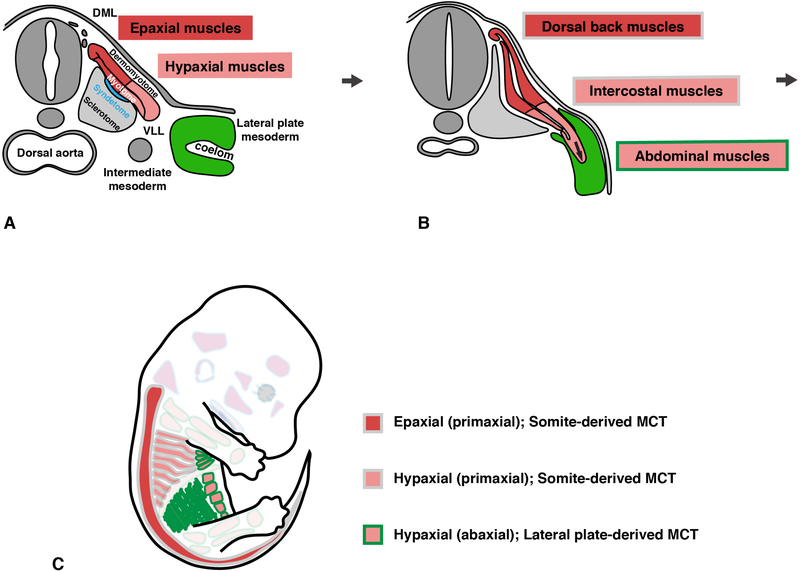 A
DML
Epaxial muscles
Dermomyotome
Hypaxial muscles
Myotome
Syndetome
Sclerotome
VLL
Lateral plate
mesoderm
coelom
Dorsal aorta
Intermediate
mesoderm
B
Dorsal back muscles
Intercostal muscles
Abdominal muscles
Epaxial (primaxial); Somite-derived MCT
Hypaxial (primaxial); Somite-derived MCT
Hypaxial (abaxial); Lateral plate-derived MCT
C